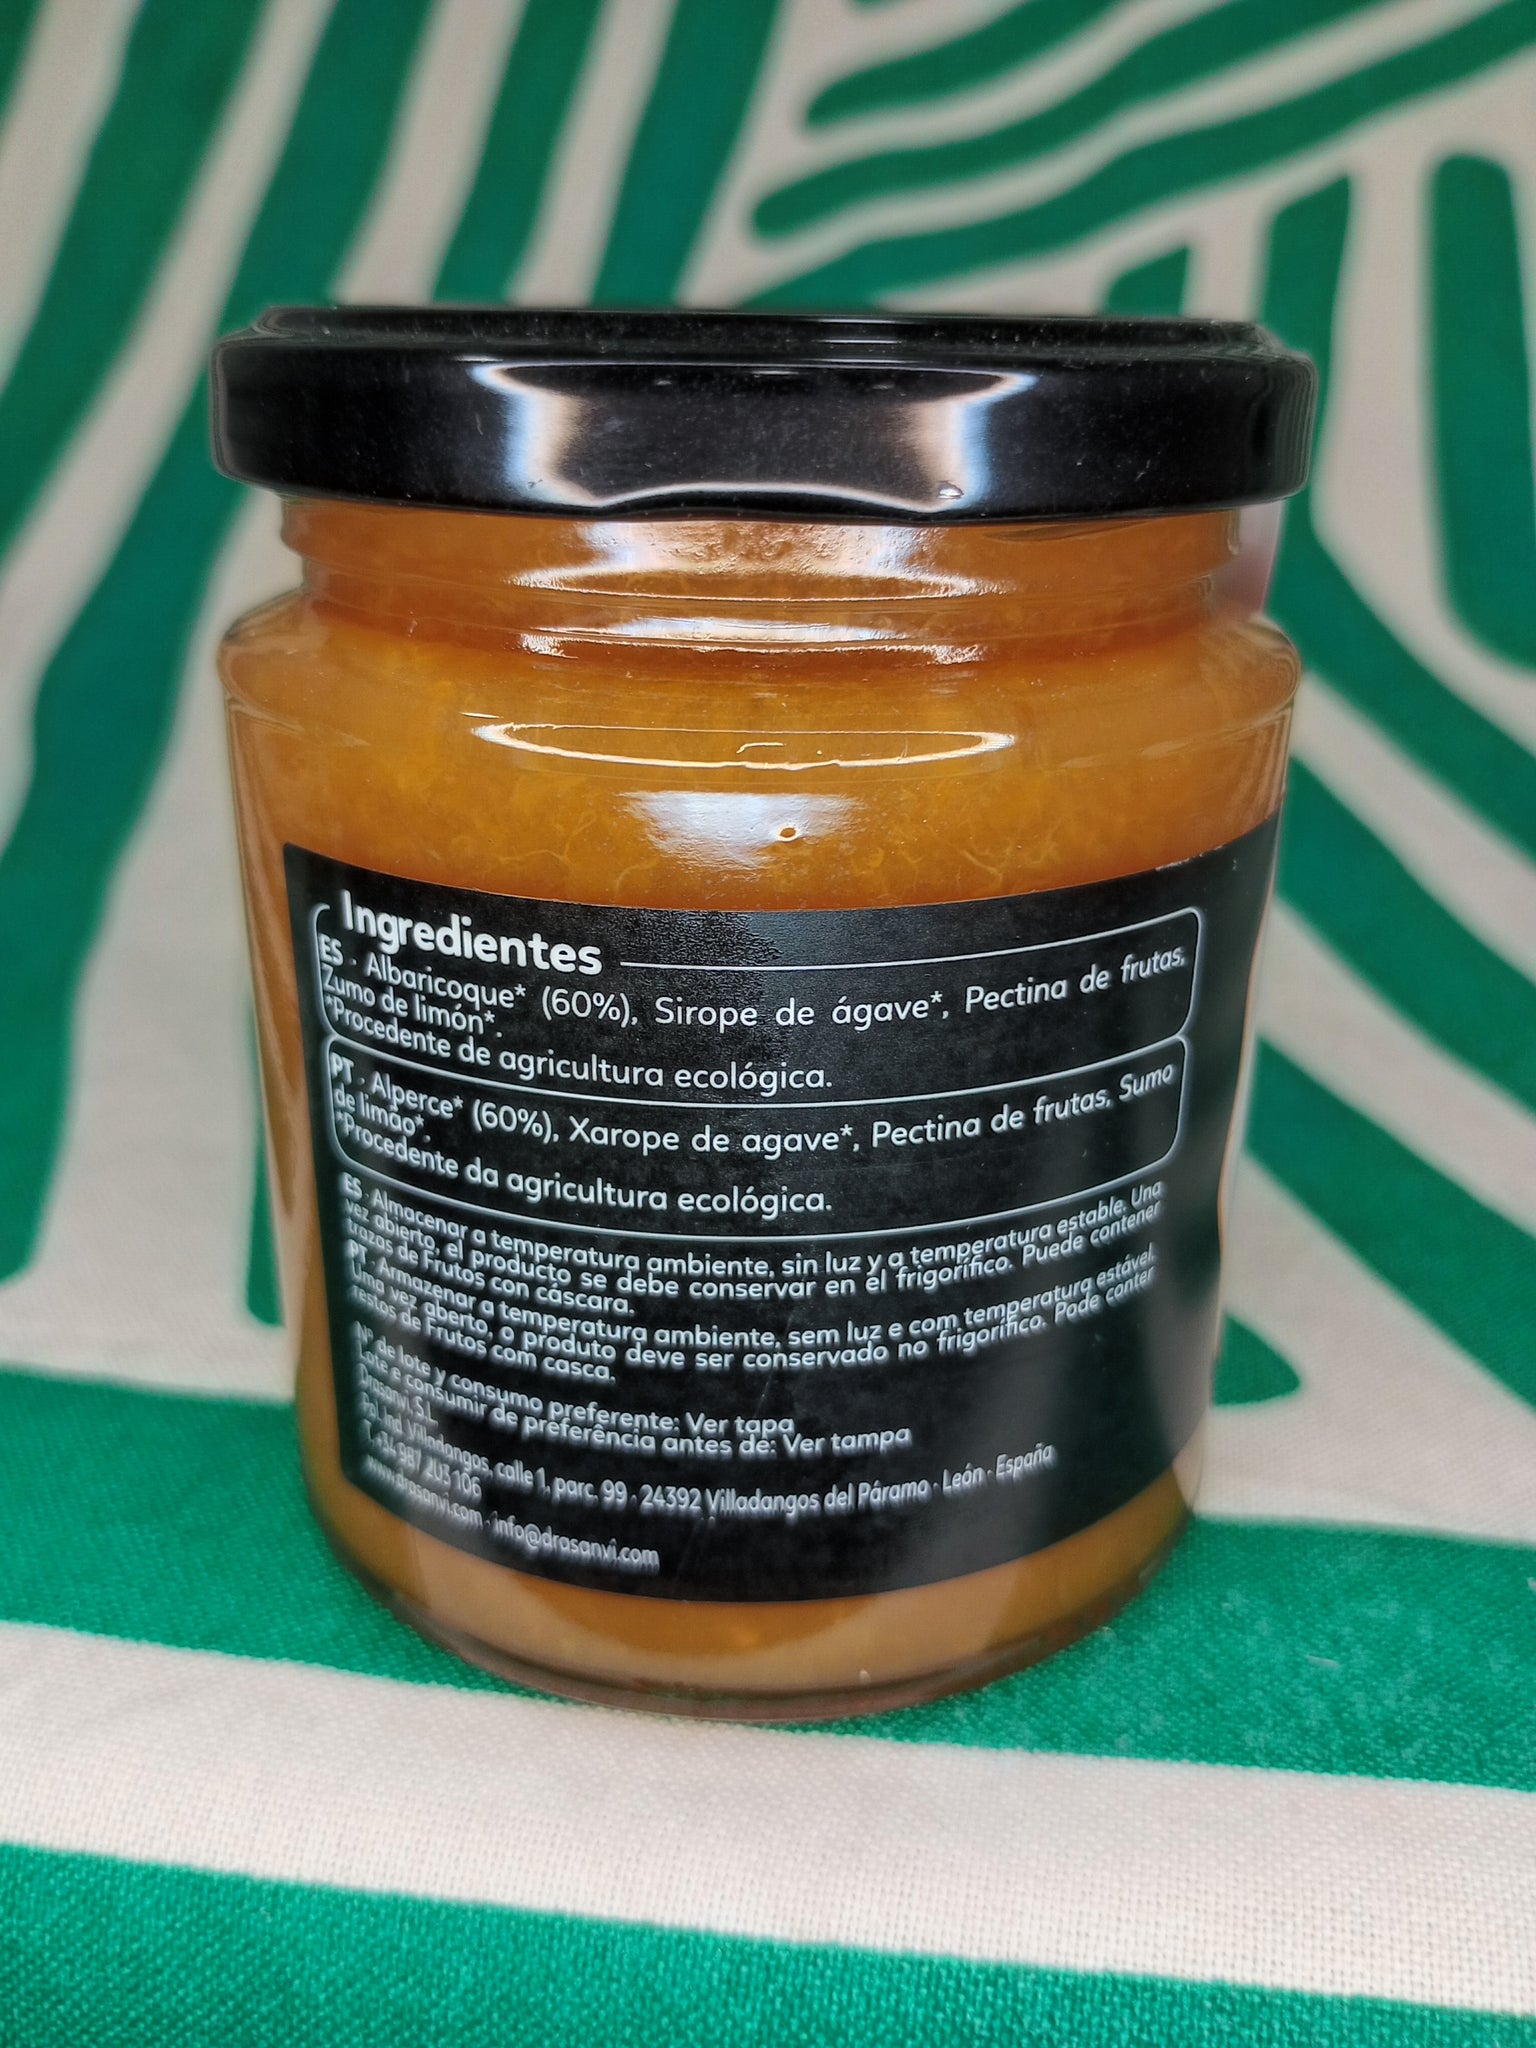 Ingredientes
ES · Albaricoque* (60%), Sirope de ágave*, Pectina de frutas,
Zumo de limón*.
*Procedente de agricultura ecológica.
PT · Alperce* (60%), Xarope de agave*, Pectina de frutas, Sumo
de limão*.
*Procedente da agricultura ecológica.
ES · Almacenar a temperatura ambiente, sin luz y a temperatura estable. Una
vez abierto, el producto se debe conservar en el frigorífico. Puede contener
trazas de Frutos con cáscara.
PT · Armazenar a temperatura ambiente, sem luz e com temperatura estável.
Uma vez aberto, o produto deve ser conservado no frigorífico. Pode conter
restos de Frutos com casca.
Nº de lote y consumo preferente: Ver tapa
Lote e consumir de preferência antes de: Ver tampa
Drasanvi, S.L.
Pol. Ind. Villadangos, calle 1, parc. 99 · 24392 Villadangos del Páramo · León · España
T. +34 987 203 106
www.drasanvi.com · info@drasanvi.com